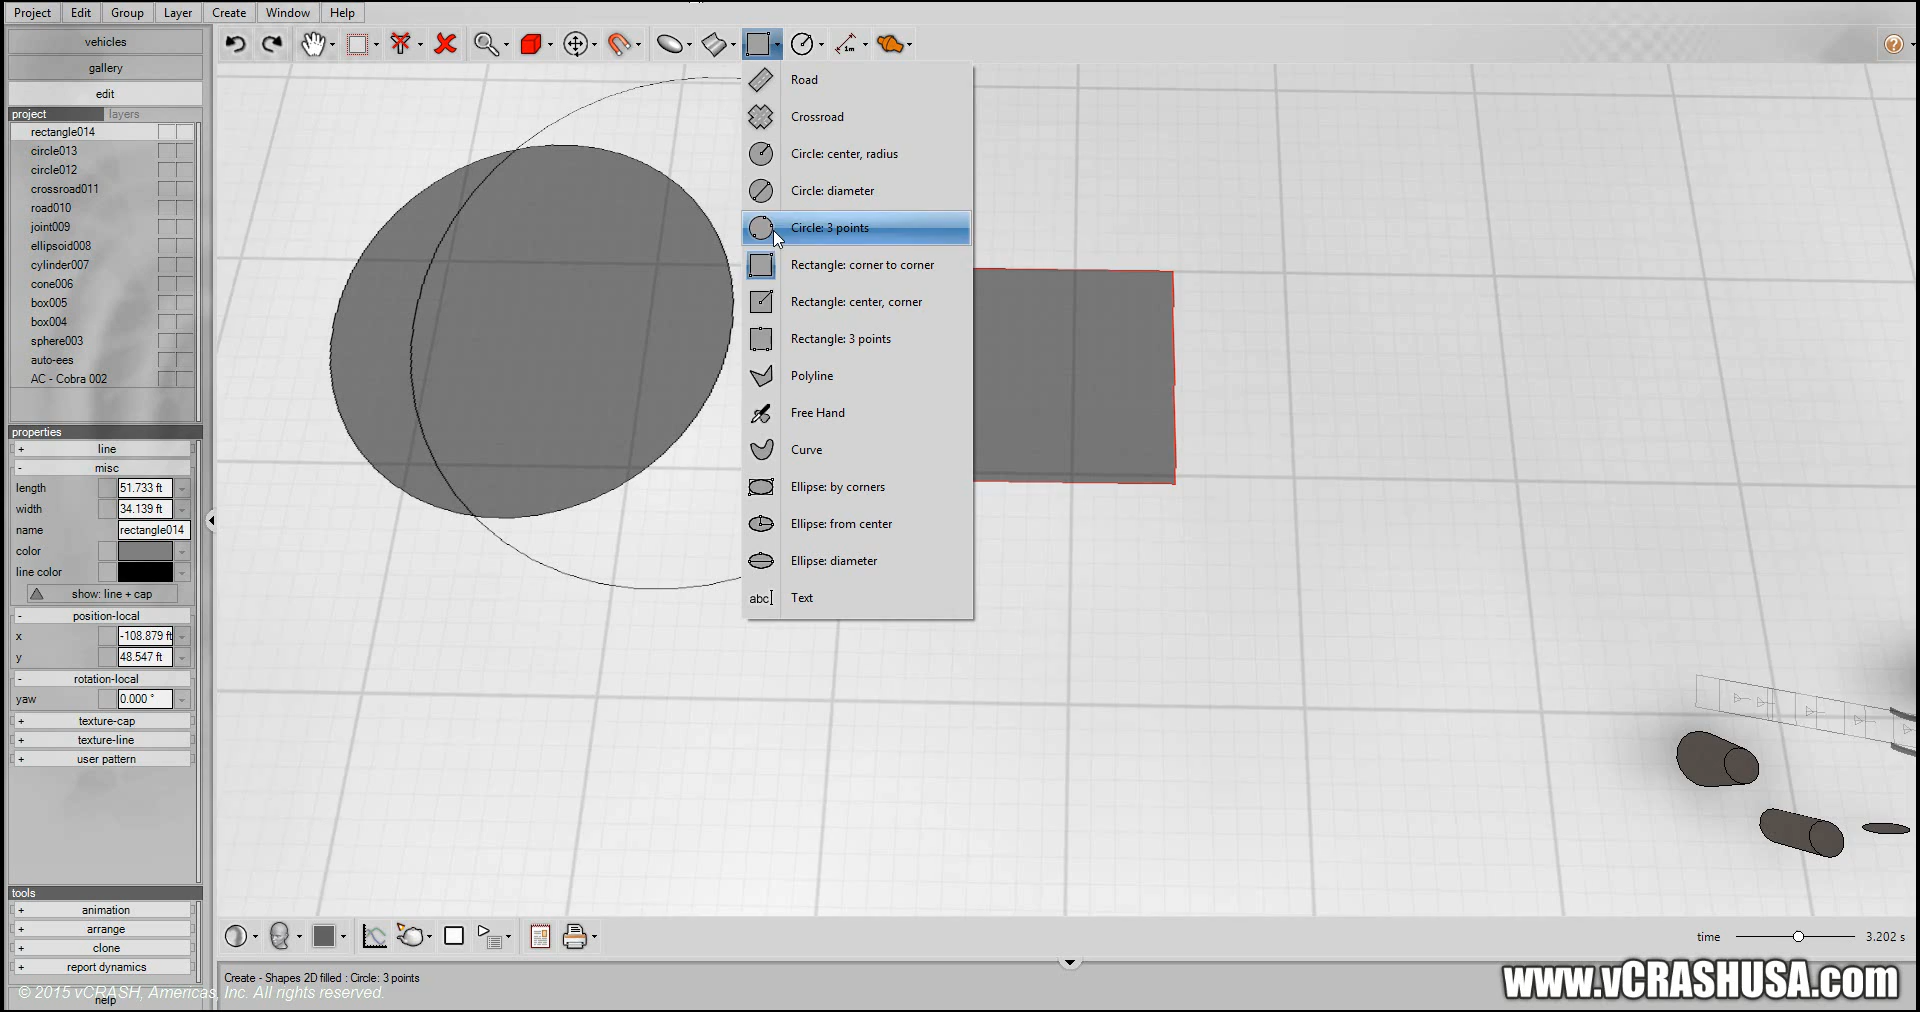 Project Edit Group Layer Create Window Help
vehicles
gallery
edit
project layers
rectangle014
circle013
circle012
crossroad011
road010
joint009
ellipsoid008
cylinder007
cone006
box005
box004
sphere003
auto-ees
AC - Cobra 002
properties
+ line
- misc
length 51.733 ft
width 34.139 ft
name rectangle014
color
line color
show: line + cap
- position-local
x -108.879 ft
y 48.547 ft
- rotation-local
yaw 0.000 °
+ texture-cap
+ texture-line
+ user pattern
tools
+ animation
+ arrange
+ clone
+ report dynamics
help
1m
?
Road
Crossroad
Circle: center, radius
Circle: diameter
Circle: 3 points
Rectangle: corner to corner
Rectangle: center, corner
Rectangle: 3 points
Polyline
Free Hand
Curve
Ellipse: by corners
Ellipse: from center
Ellipse: diameter
abc Text
time 3.202 s
Create - Shapes 2D filled : Circle: 3 points
© 2015 vCRASH, Americas, Inc. All rights reserved.
www.vCRASHUSA.com